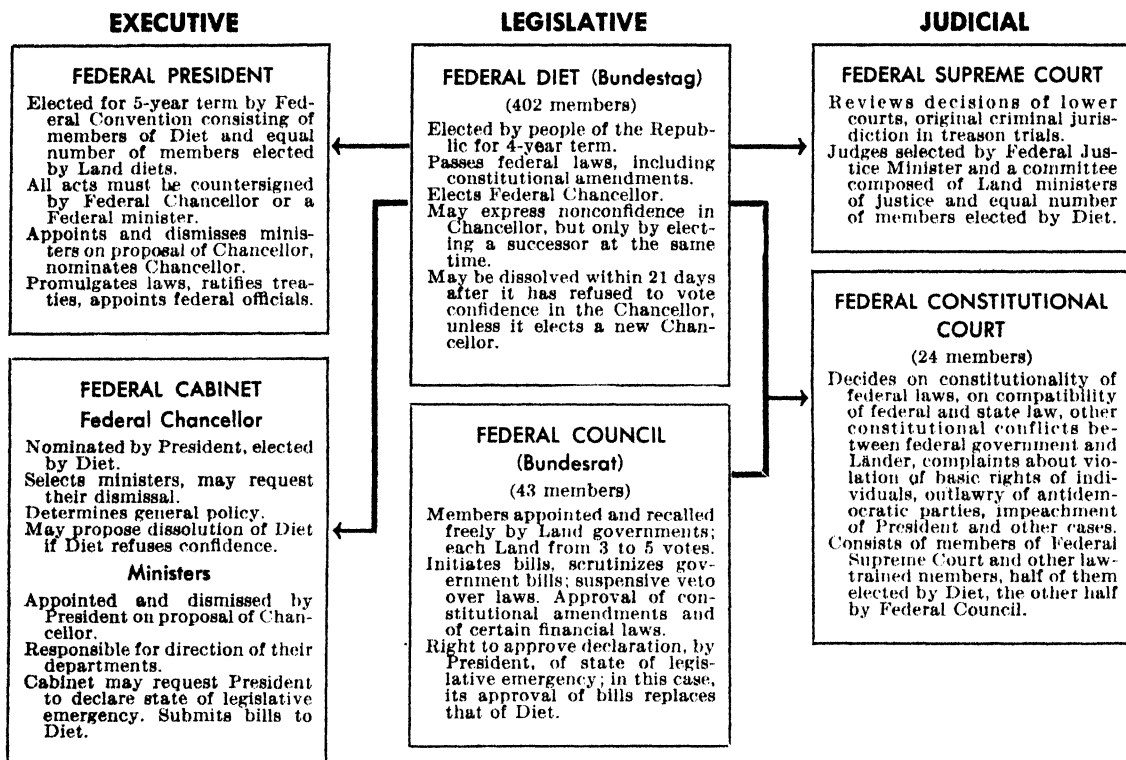 EXECUTIVE
FEDERAL PRESIDENT
Elected for 5-year term by Fed-
eral Convention consisting of
members of Diet and equal
number of members elected
by Land diets.
All acts must be countersigned
by Federal Chancellor or a
Federal minister.
Appoints and dismisses minis-
ters on proposal of Chancellor,
nominates Chancellor.
Promulgates laws, ratifies trea-
ties, appoints federal officials.
FEDERAL CABINET
Federal Chancellor
Nominated by President, elected
by Diet.
Selects ministers, may request
their dismissal.
Determines general policy.
May propose dissolution of Diet
if Diet refuses confidence.
Ministers
Appointed and dismissed by
President on proposal of Chan-
cellor.
Responsible for direction of their
departments.
Cabinet may request President
to declare state of legislative
emergency. Submits bills to
Diet.
LEGISLATIVE
FEDERAL DIET (Bundestag)
(402 members)
Elected by people of the Repub-
lic for 4-year term.
Passes federal laws, including
constitutional amendments.
Elects Federal Chancellor.
May express nonconfidence in
Chancellor, but only by elect-
ing a successor at the same
time.
May be dissolved within 21 days
after it has refused to vote
confidence in the Chancellor,
unless it elects a new Chan-
cellor.
FEDERAL COUNCIL
(Bundesrat)
(43 members)
Members appointed and recalled
freely by Land governments;
each Land from 3 to 5 votes.
Initiates bills, scrutinizes gov-
ernment bills; suspensive veto
over laws. Approval of con-
stitutional amendments and
of certain financial laws.
Right to approve declaration, by
President, of state of legis-
lative emergency; in this case,
its approval of bills replaces
that of Diet.
JUDICIAL
FEDERAL SUPREME COURT
Reviews decisions of lower
courts, original criminal juris-
diction in treason trials.
Judges selected by Federal Jus-
tice Minister and a committee
composed of Land ministers
of justice and equal number
of members elected by Diet.
FEDERAL CONSTITUTIONAL
COURT
(24 members)
Decides on constitutionality of
federal laws, on compatibility
of federal and state law, other
constitutional conflicts be-
tween federal government and
Länder, complaints about vio-
lation of basic rights of indi-
viduals, outlawry of antidem-
ocratic parties, impeachment
of President and other cases.
Consists of members of Federal
Supreme Court and other law-
trained members, half of them
elected by Diet, the other half
by Federal Council.